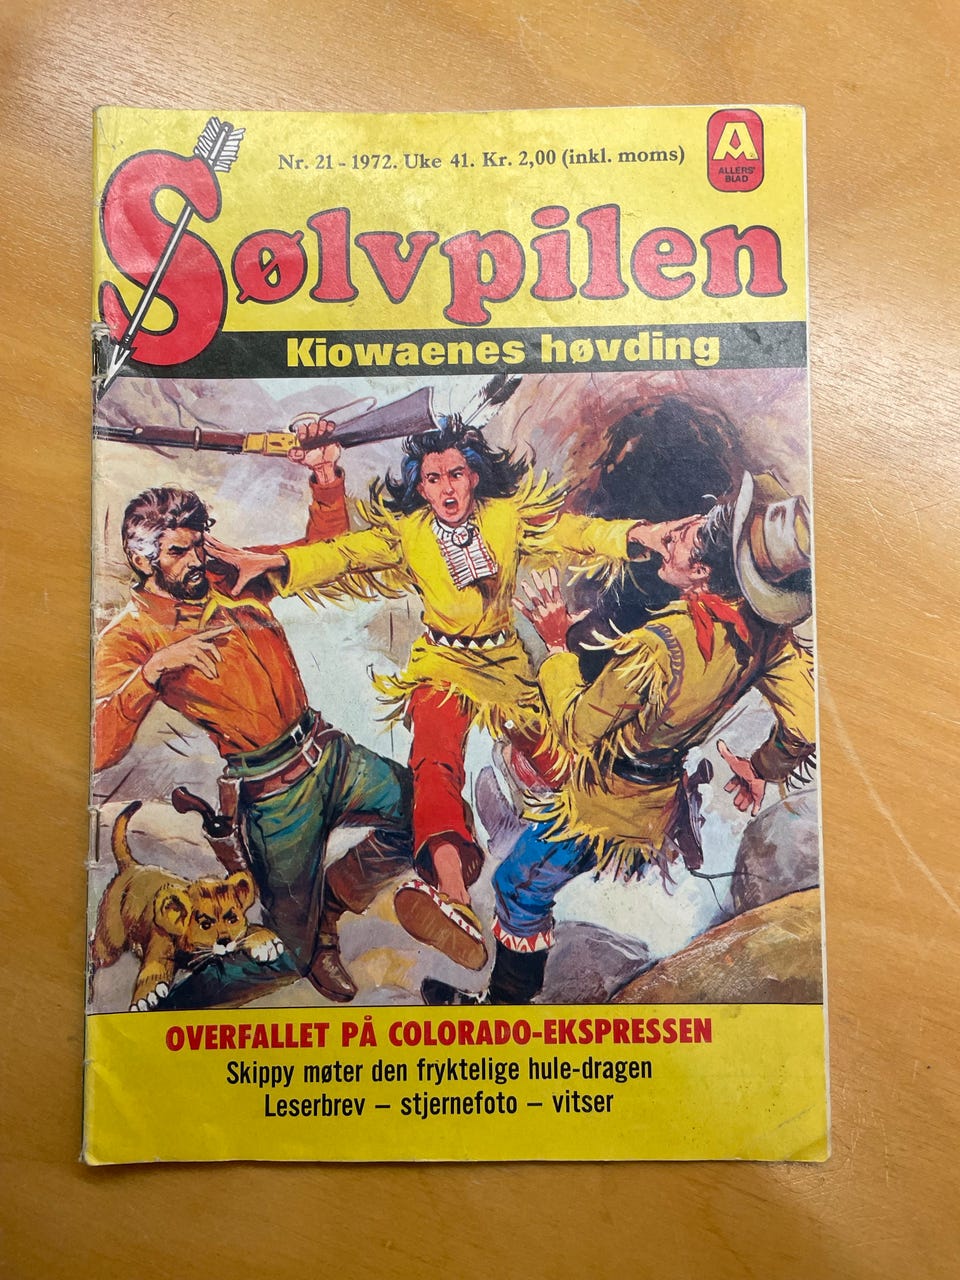 Nr. 21 - 1972. Uke 41. Kr. 2,00 (inkl. moms)
A
ALLERS'
BLAD
Sølvpilen
Kiowaenes høvding
OVERFALLET PÅ COLORADO-EKSPRESSEN
Skippy møter den fryktelige hule-dragen
Leserbrev – stjernefoto – vitser